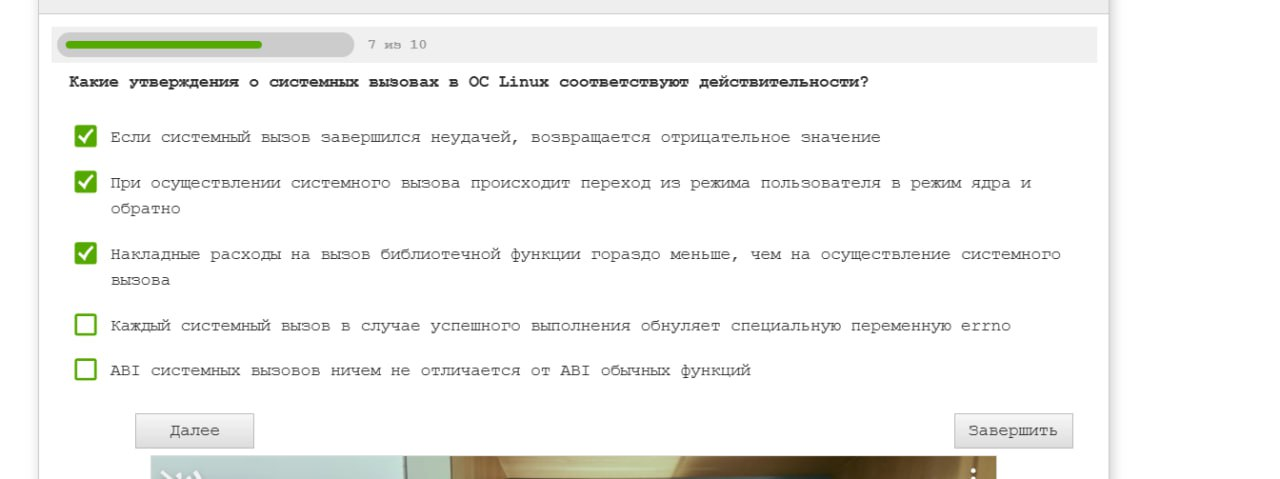 7 из 10
Какие утверждения о системных вызовах в ОС Linux соответствуют действительности?
Если системный вызов завершился неудачей, возвращается отрицательное значение
При осуществлении системного вызова происходит переход из режима пользователя в режим ядра и
обратно
Накладные расходы на вызов библиотечной функции гораздо меньше, чем на осуществление системного
вызова
Каждый системный вызов в случае успешного выполнения обнуляет специальную переменную errno
ABI системных вызовов ничем не отличается от ABI обычных функций
Далее
Завершить